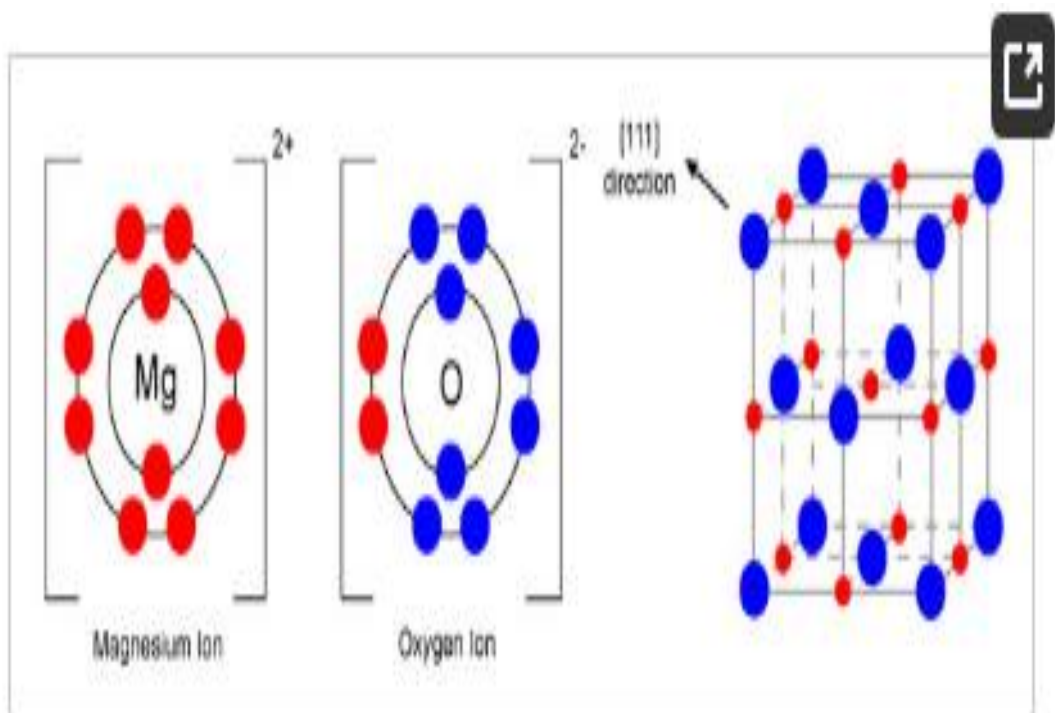 2+
2-
[111]
direction
Mg
O
Magnesium Ion
Oxygen Ion